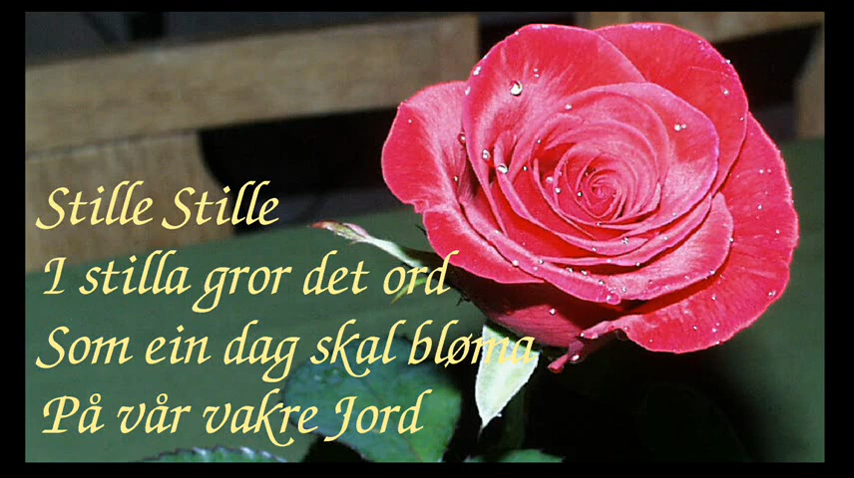 Stille Stille
I stilla gror det ord
Som ein dag skal bløma
På vår vakre Jord